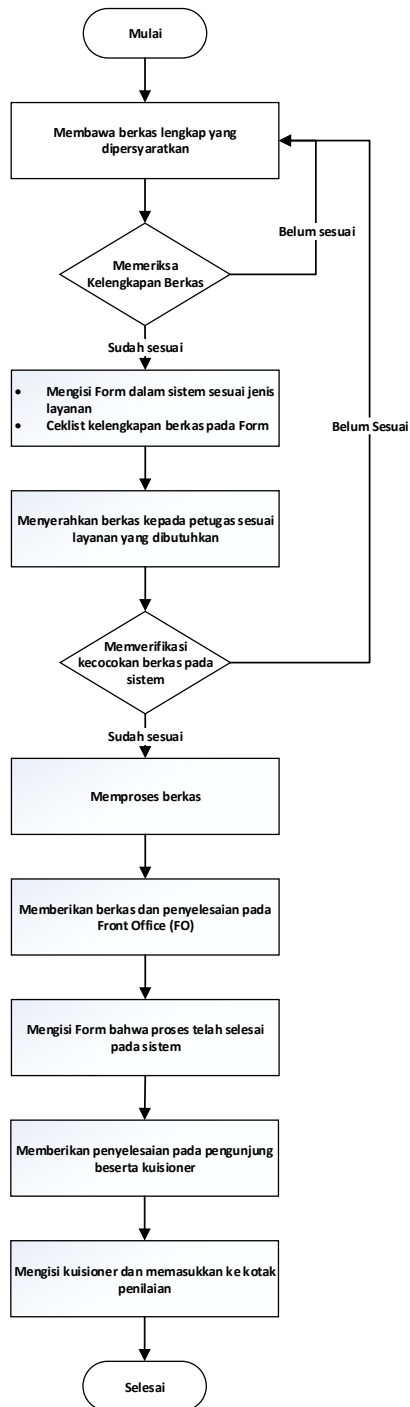 Mulai
Membawa berkas lengkap yang
dipersyaratkan
Belum sesuai
Memeriksa
Kelengkapan Berkas
Sudah sesuai
• Mengisi Form dalam sistem sesuai jenis
layanan
• Ceklist kelengkapan berkas pada Form
Belum Sesuai
Menyerahkan berkas kepada petugas sesuai
layanan yang dibutuhkan
Memverifikasi
kecocokan berkas pada
sistem
Sudah sesuai
Memproses berkas
Memberikan berkas dan penyelesaian pada
Front Office (FO)
Mengisi Form bahwa proses telah selesai
pada sistem
Memberikan penyelesaian pada pengunjung
beserta kuisioner
Mengisi kuisioner dan memasukkan ke kotak
penilaian
Selesai